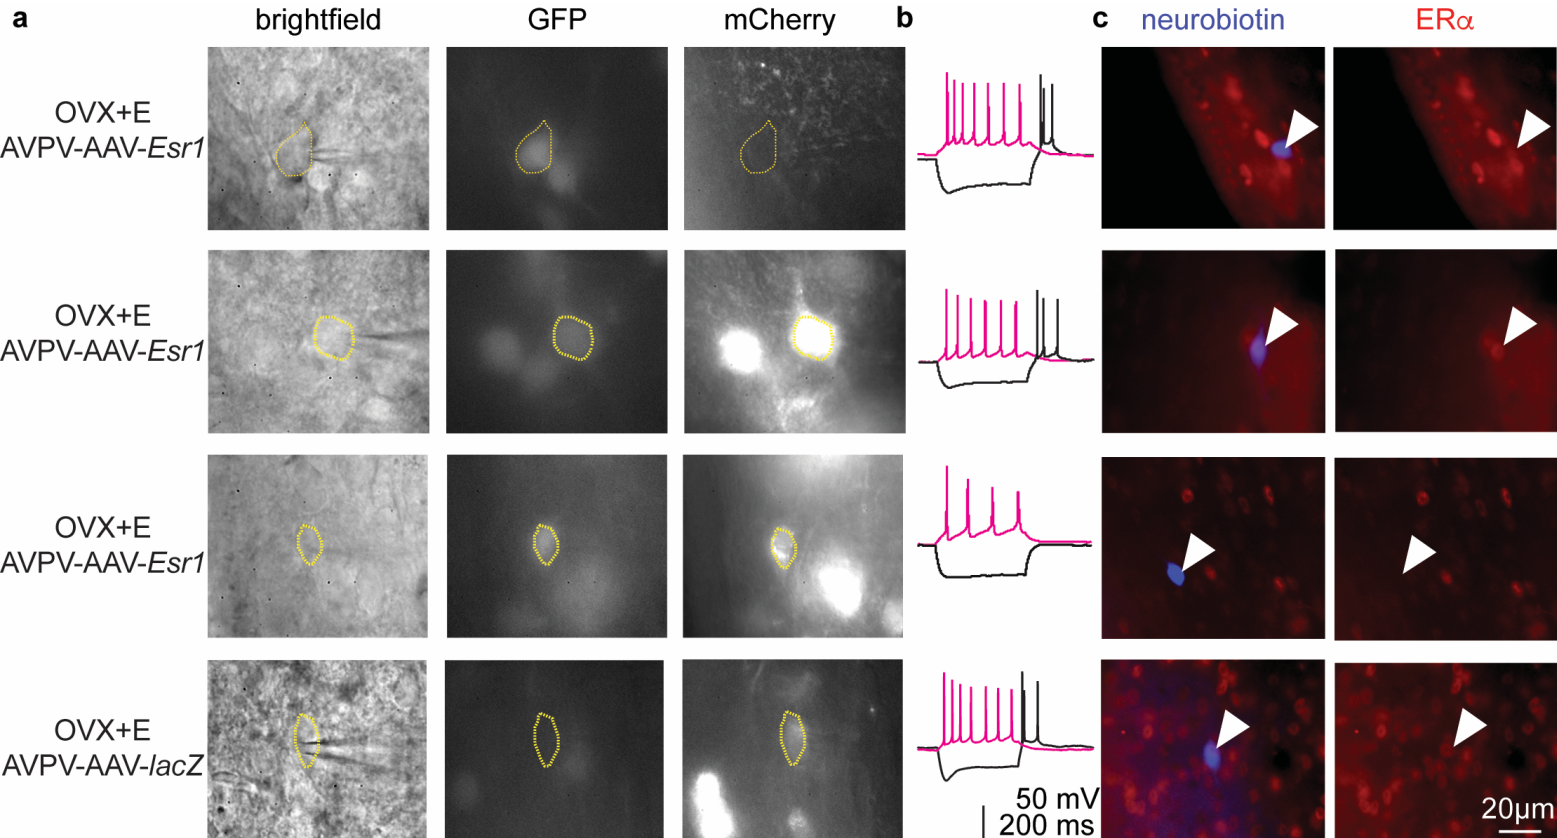 a brightfield GFP mCherry b c neurobiotin ERα
OVX+E
AVPV-AAV-Esr1
OVX+E
AVPV-AAV-Esr1
OVX+E
AVPV-AAV-Esr1
OVX+E
AVPV-AAV-lacZ
50 mV
200 ms
20µm